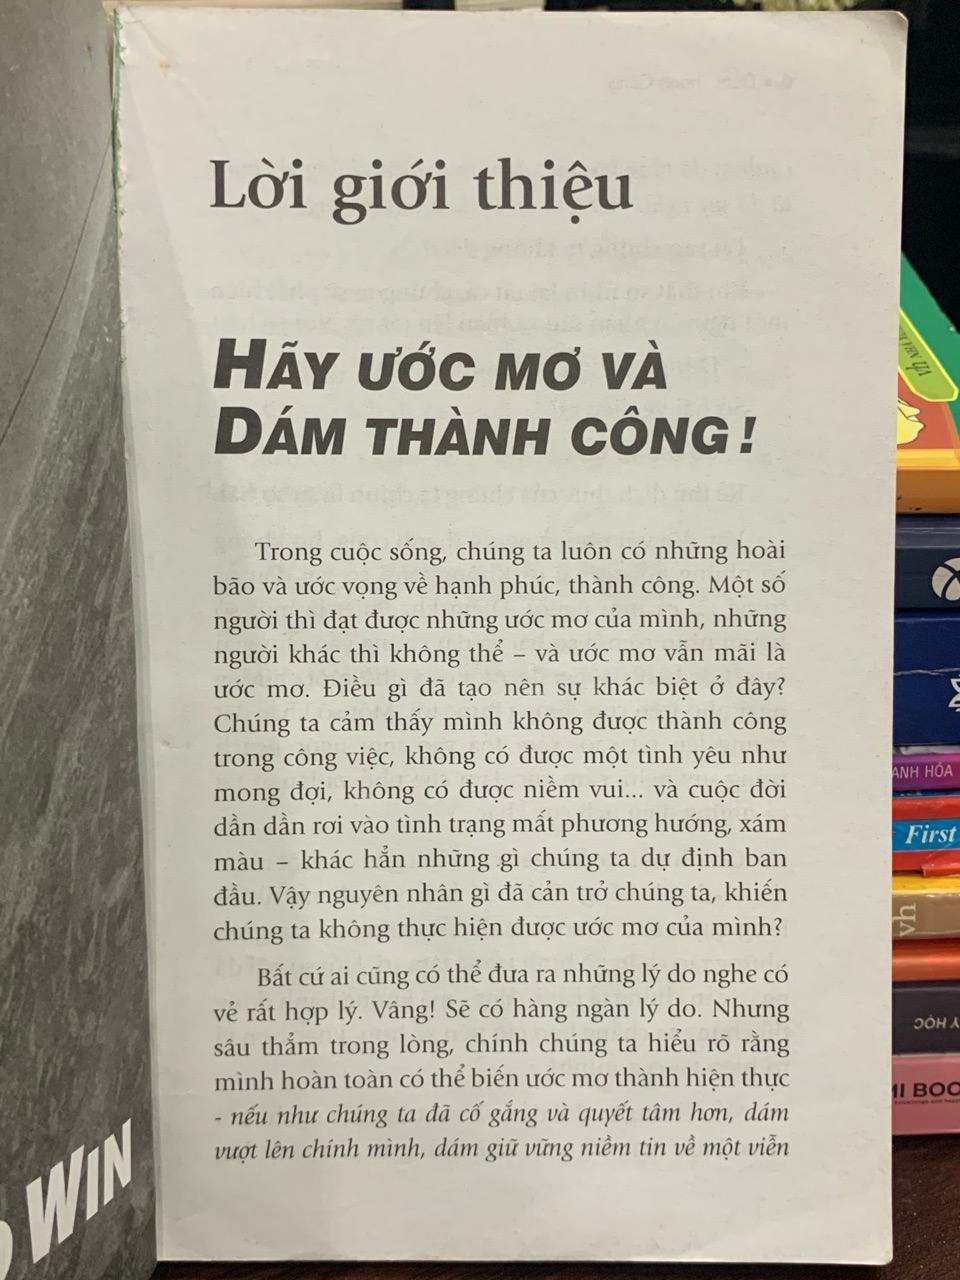 Lời giới thiệu
HÃY ƯỚC MƠ VÀ
DÁM THÀNH CÔNG!
Trong cuộc sống, chúng ta luôn có những hoài
bão và ước vọng về hạnh phúc, thành công. Một số
người thì đạt được những ước mơ của mình, những
người khác thì không thể – và ước mơ vẫn mãi là
ước mơ. Điều gì đã tạo nên sự khác biệt ở đây?
Chúng ta cảm thấy mình không được thành công
trong công việc, không có được một tình yêu như
mong đợi, không có được niềm vui... và cuộc đời
dần dần rơi vào tình trạng mất phương hướng, xám
màu – khác hẳn những gì chúng ta dự định ban
đầu. Vậy nguyên nhân gì đã cản trở chúng ta, khiến
chúng ta không thực hiện được ước mơ của mình?
Bất cứ ai cũng có thể đưa ra những lý do nghe có
vẻ rất hợp lý. Vâng! Sẽ có hàng ngàn lý do. Nhưng
sâu thẳm trong lòng, chính chúng ta hiểu rõ rằng
mình hoàn toàn có thể biến ước mơ thành hiện thực
- nếu như chúng ta đã cố gắng và quyết tâm hơn, dám
vượt lên chính mình, dám giữ vững niềm tin về một viễn
WIN
ANH HỎA
First
vh
Y HỌC
MI BOO